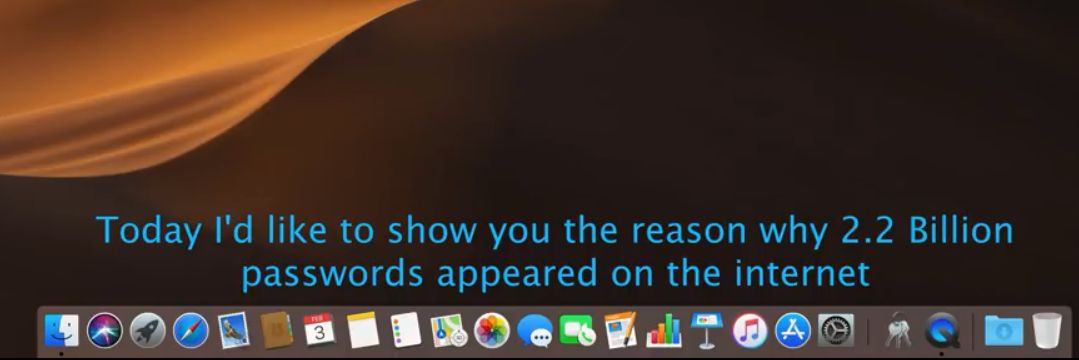 Today I'd like to show you the reason why 2.2 Billion
passwords appeared on the internet
FEB
3